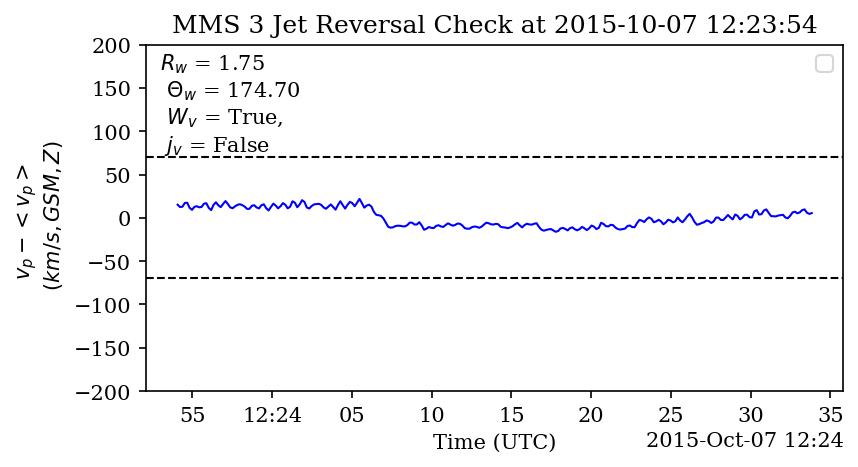 MMS 3 Jet Reversal Check at 2015-10-07 12:23:54
R_w = 1.75
Θ_w = 174.70
W_v = True,
j_v = False
v_p − < v_p >
(km/s, GSM, Z)
200
150
100
50
0
−50
−100
−150
−200
55 12:24 05 10 15 20 25 30 35
Time (UTC)
2015-Oct-07 12:24